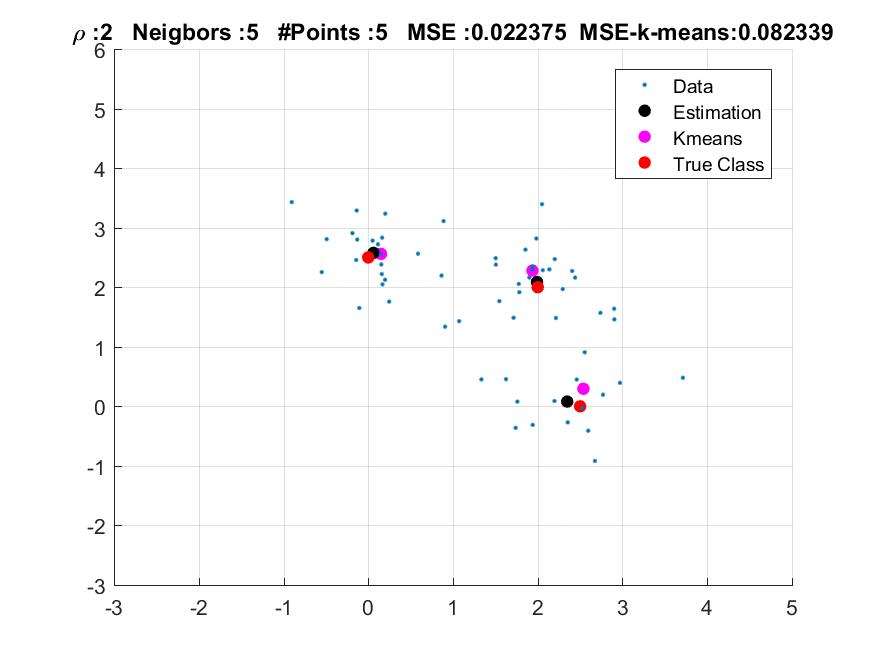 ρ :2 Neigbors :5 #Points :5 MSE :0.022375 MSE-k-means:0.082339
6
5
4
3
2
1
0
-1
-2
-3
-3 -2 -1 0 1 2 3 4 5
Data
Estimation
Kmeans
True Class